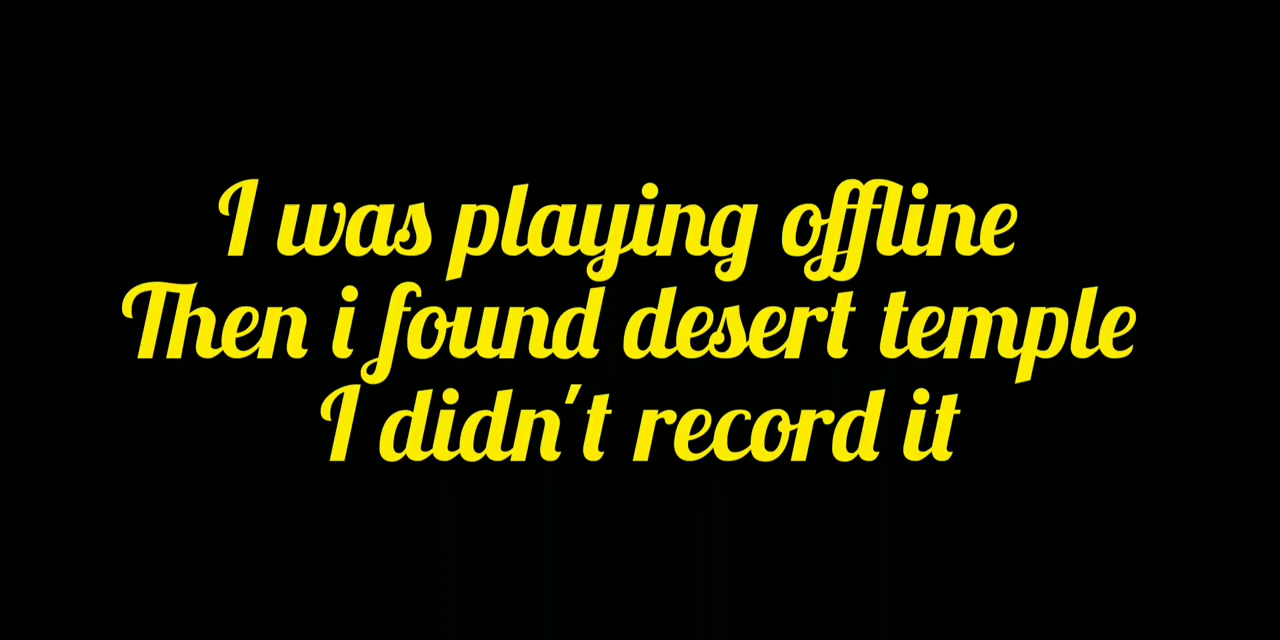 I was playing offline
Then i found desert temple
I didn't record it